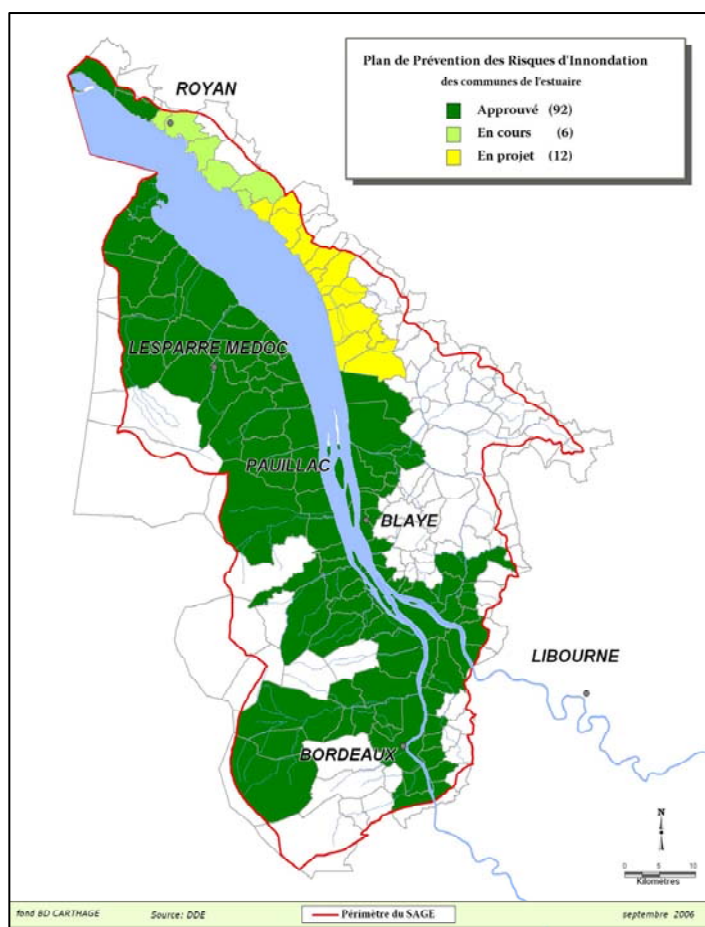 Plan de Prévention des Risques d'Innondation
des communes de l'estuaire
Approuvé (92)
En cours (6)
En projet (12)
ROYAN
LESPARRE MEDOC
PAUILLAC
BLAYE
LIBOURNE
BORDEAUX
N
0 5 10
Kilomètres
fond BD CARTHAGE Source: DDE Périmètre du SAGE septembre 2006